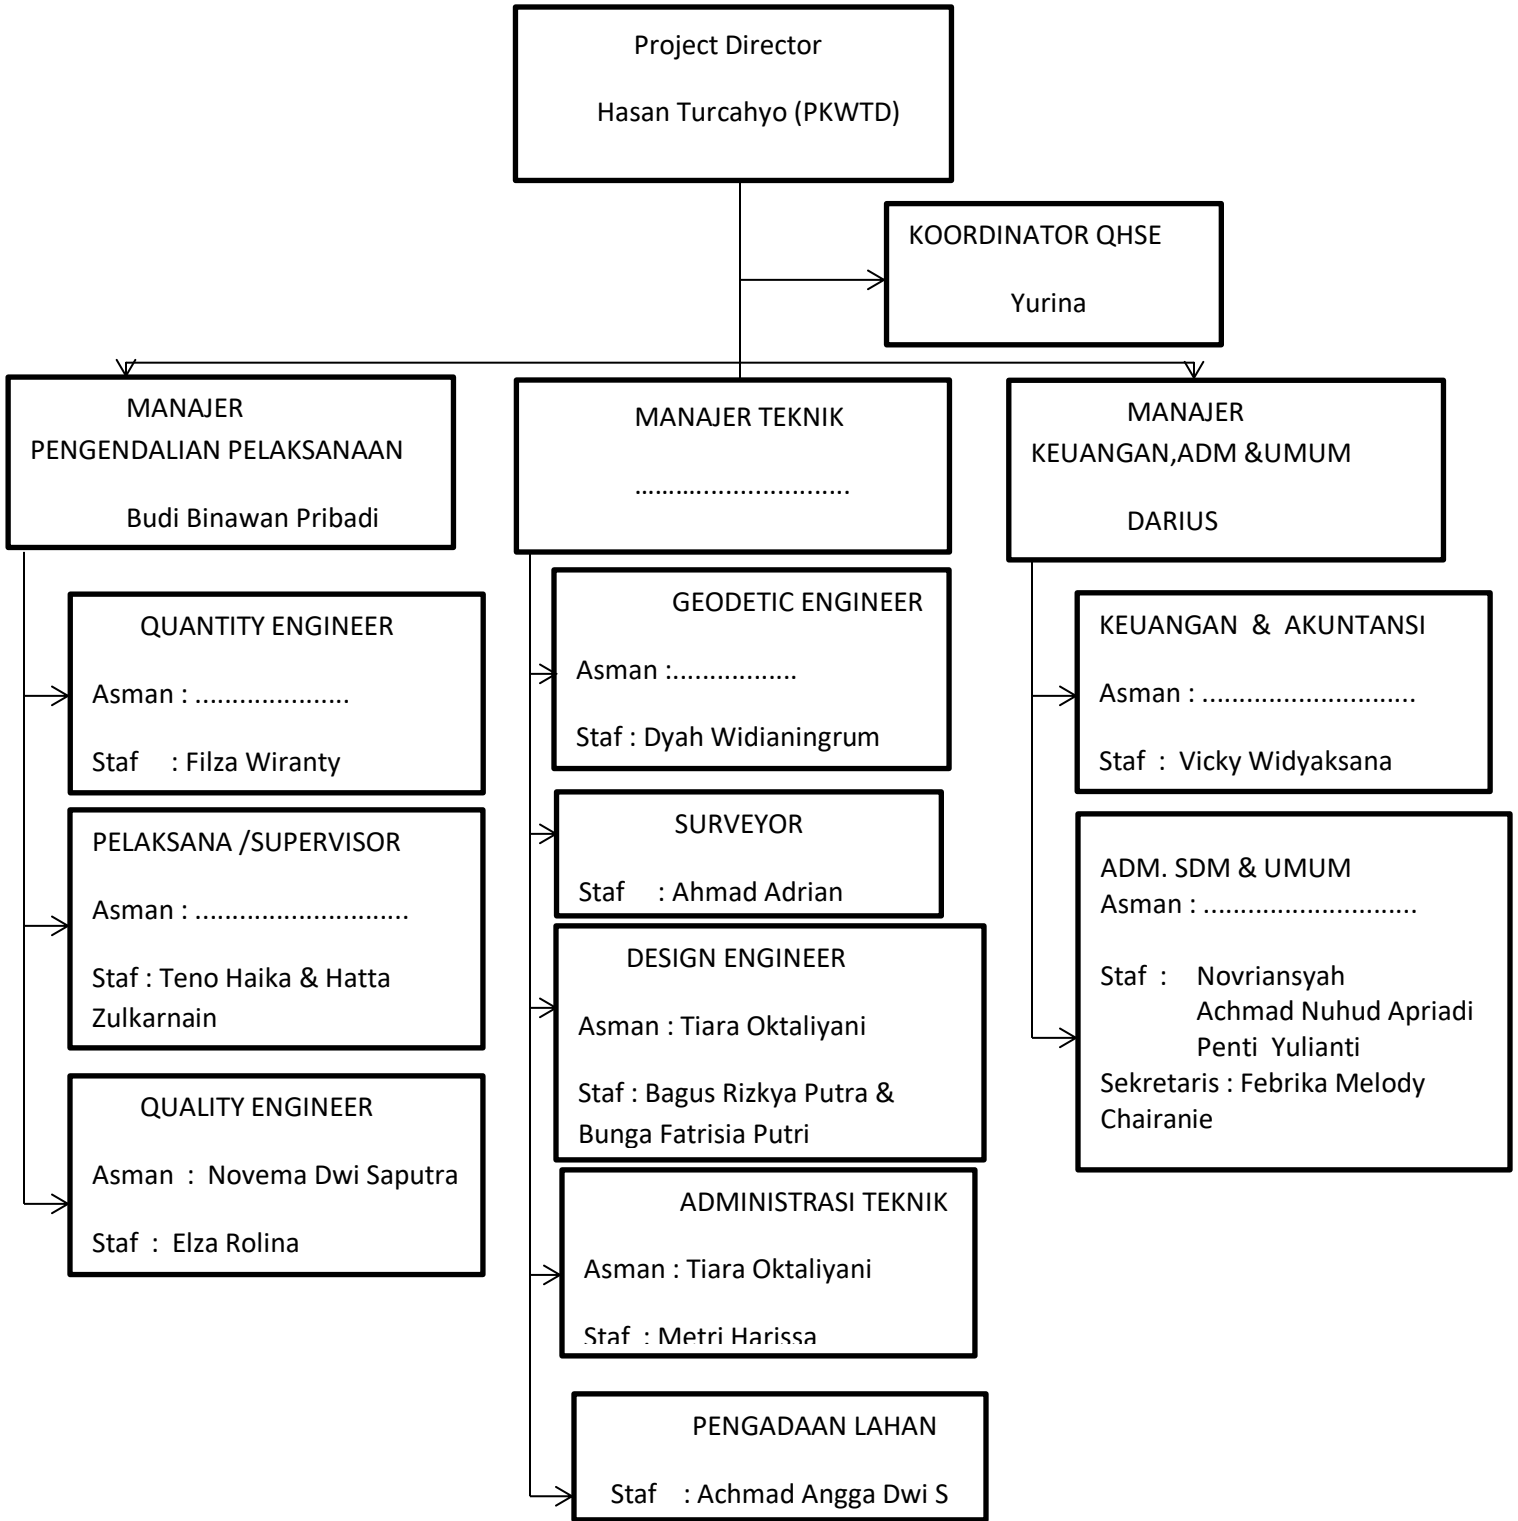 Project Director
Hasan Turcahyo (PKWTD)
KOORDINATOR QHSE
Yurina
MANAJER
PENGENDALIAN PELAKSANAAN
Budi Binawan Pribadi
MANAJER TEKNIK
.............................
MANAJER
KEUANGAN,ADM &UMUM
DARIUS
QUANTITY ENGINEER
Asman : .....................
Staf : Filza Wiranty
PELAKSANA /SUPERVISOR
Asman : .............................
Staf : Teno Haika & Hatta
Zulkarnain
QUALITY ENGINEER
Asman : Novema Dwi Saputra
Staf : Elza Rolina
GEODETIC ENGINEER
Asman :.................
Staf : Dyah Widianingrum
SURVEYOR
Staf : Ahmad Adrian
DESIGN ENGINEER
Asman : Tiara Oktaliyani
Staf : Bagus Rizkya Putra &
Bunga Fatrisia Putri
ADMINISTRASI TEKNIK
Asman : Tiara Oktaliyani
Staf : Metri Harissa
PENGADAAN LAHAN
Staf : Achmad Angga Dwi S
KEUANGAN & AKUNTANSI
Asman : .............................
Staf : Vicky Widyaksana
ADM. SDM & UMUM
Asman : .............................
Staf : Novriansyah
Achmad Nuhud Apriadi
Penti Yulianti
Sekretaris : Febrika Melody
Chairanie